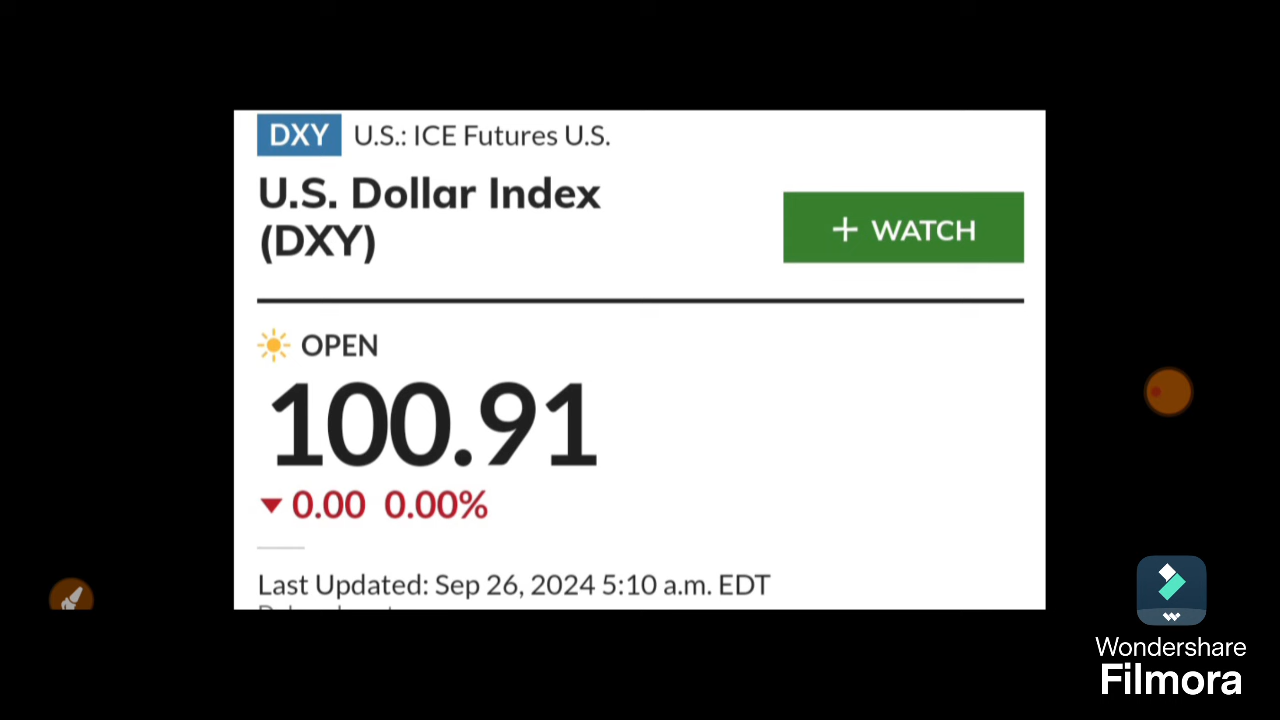 DXY U.S.: ICE Futures U.S.
U.S. Dollar Index
(DXY)
+ WATCH
OPEN
100.91
▼ 0.00 0.00%
Last Updated: Sep 26, 2024 5:10 a.m. EDT
Wondershare
Filmora